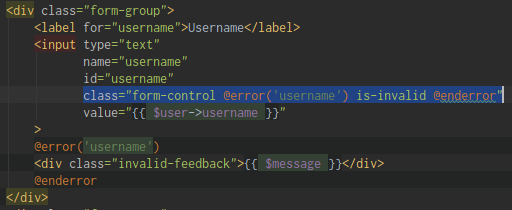 <div class="form-group">
<label for="username">Username</label>
<input type="text"
name="username"
id="username"
class="form-control @error('username') is-invalid @enderror"
value="{{ $user->username }}"
>
@error('username')
<div class="invalid-feedback">{{ $message }}</div>
@enderror
</div>